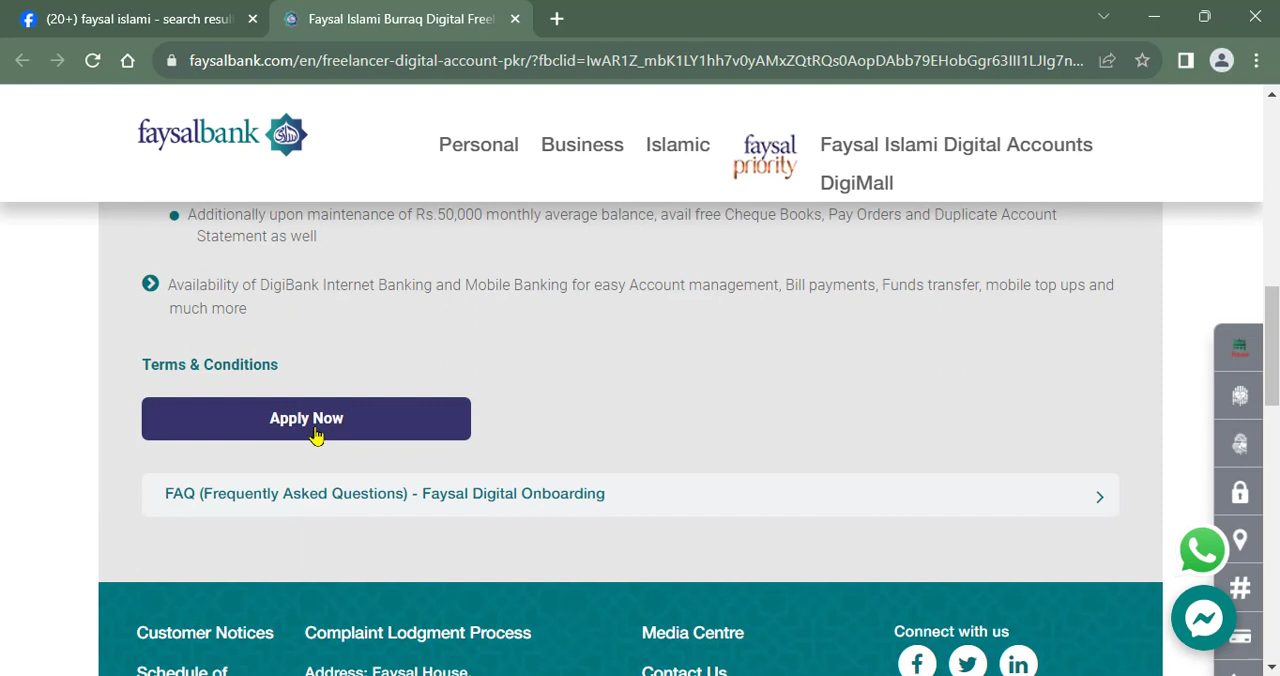 (20+) faysal islami - search resul
Faysal Islami Burraq Digital Freel
faysalbank.com/en/freelancer-digital-account-pkr/?fbclid=IwAR1Z_mbK1LY1hh7v0yAMxZQtRQs0AopDAbb79EHobGgr63III1LJIg7n...
faysalbank
Personal
Business
Islamic
faysal
priority
Faysal Islami Digital Accounts
DigiMall
Additionally upon maintenance of Rs.50,000 monthly average balance, avail free Cheque Books, Pay Orders and Duplicate Account
Statement as well
Availability of DigiBank Internet Banking and Mobile Banking for easy Account management, Bill payments, Funds transfer, mobile top ups and
much more
Terms & Conditions
Apply Now
FAQ (Frequently Asked Questions) - Faysal Digital Onboarding
Customer Notices
Complaint Lodgment Process
Media Centre
Connect with us
Schedule of
Address: Faysal House,
Contact Us